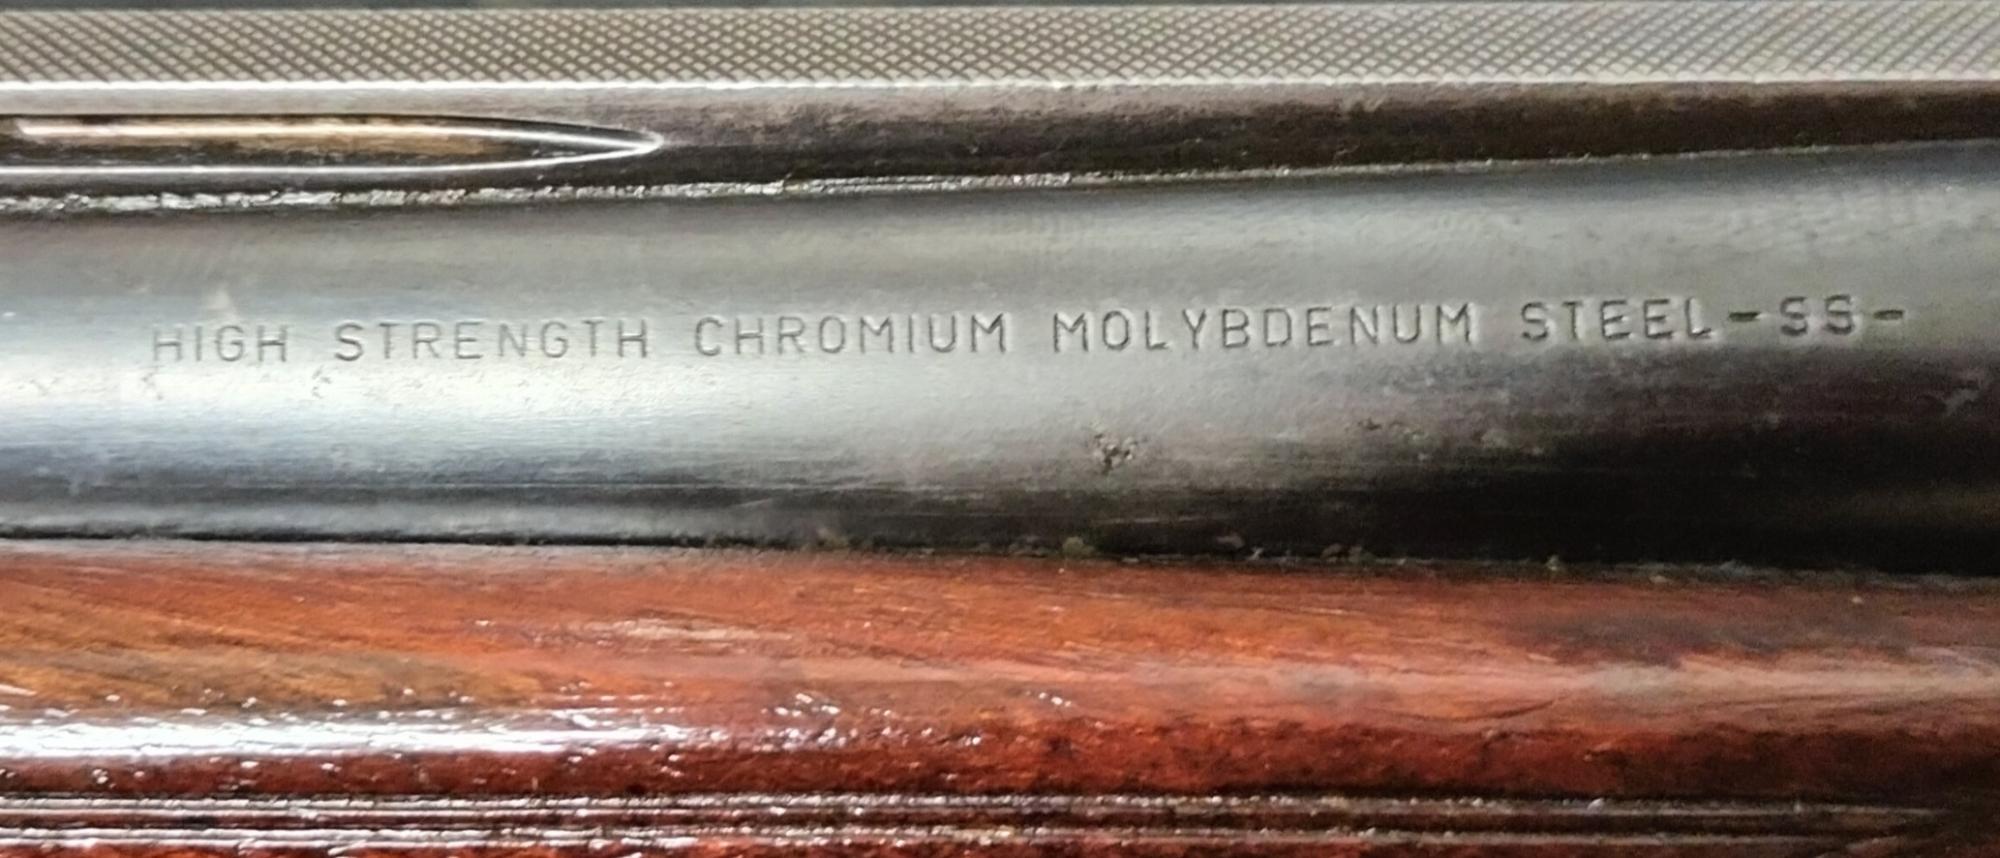 HIGH STRENGTH CHROMIUM MOLYBDENUM STEEL-SS-